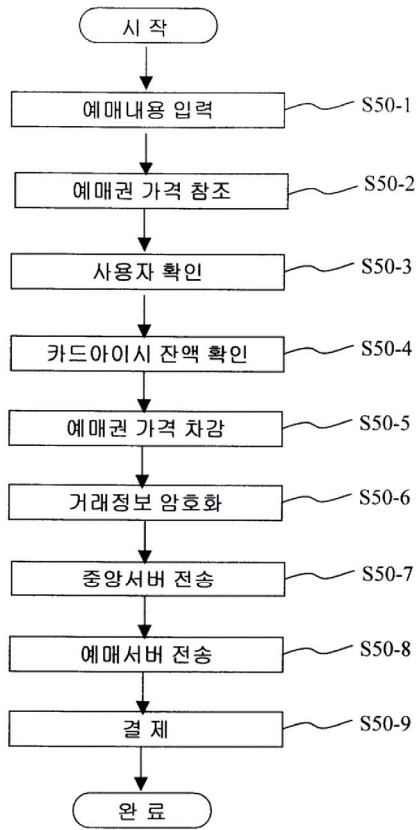 시 작
예매내용 입력
S50-1
예매권 가격 참조
S50-2
사용자 확인
S50-3
카드아이시 잔액 확인
S50-4
예매권 가격 차감
S50-5
거래정보 암호화
S50-6
중앙서버 전송
S50-7
예매서버 전송
S50-8
결 제
S50-9
완 료